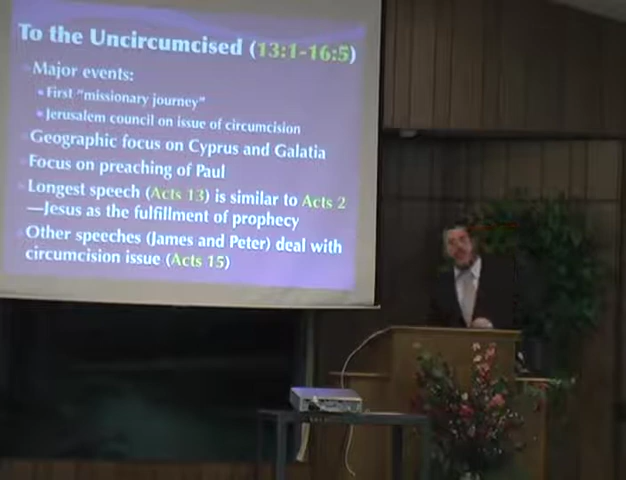 To the Uncircumcised (13:1-16:5)
Major events:
First "missionary journey"
Jerusalem council on issue of circumcision
Geographic focus on Cyprus and Galatia
Focus on preaching of Paul
Longest speech (Acts 13) is similar to Acts 2
—Jesus as the fulfillment of prophecy
Other speeches (James and Peter) deal with
circumcision issue (Acts 15)